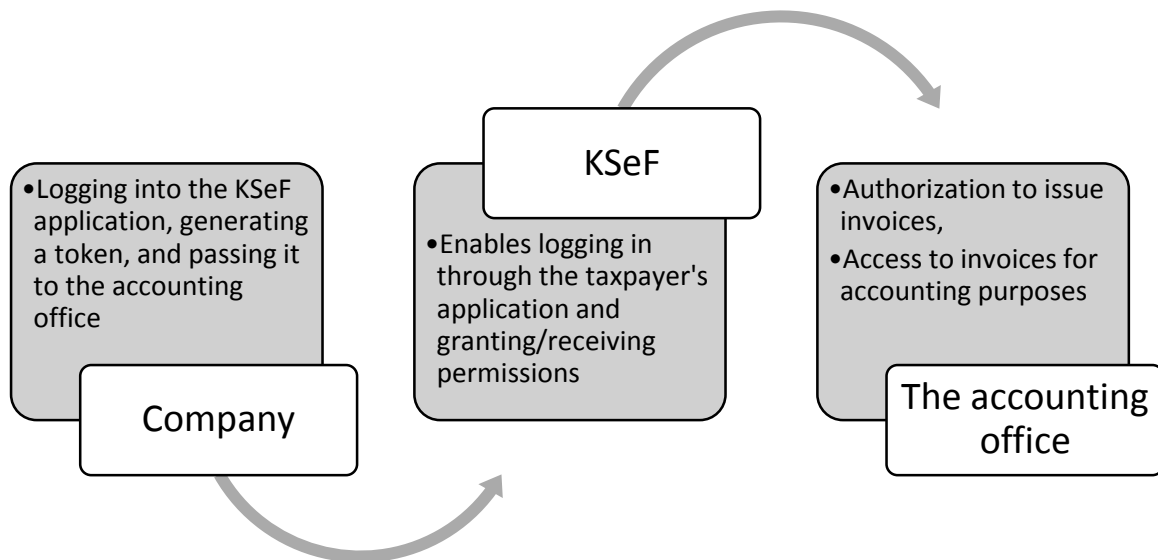 •Logging into the KSeF
application, generating
a token, and passing it
to the accounting
office
Company
KSeF
•Enables logging in
through the taxpayer's
application and
granting/receiving
permissions
•Authorization to issue
invoices,
•Access to invoices for
accounting purposes
The accounting
office